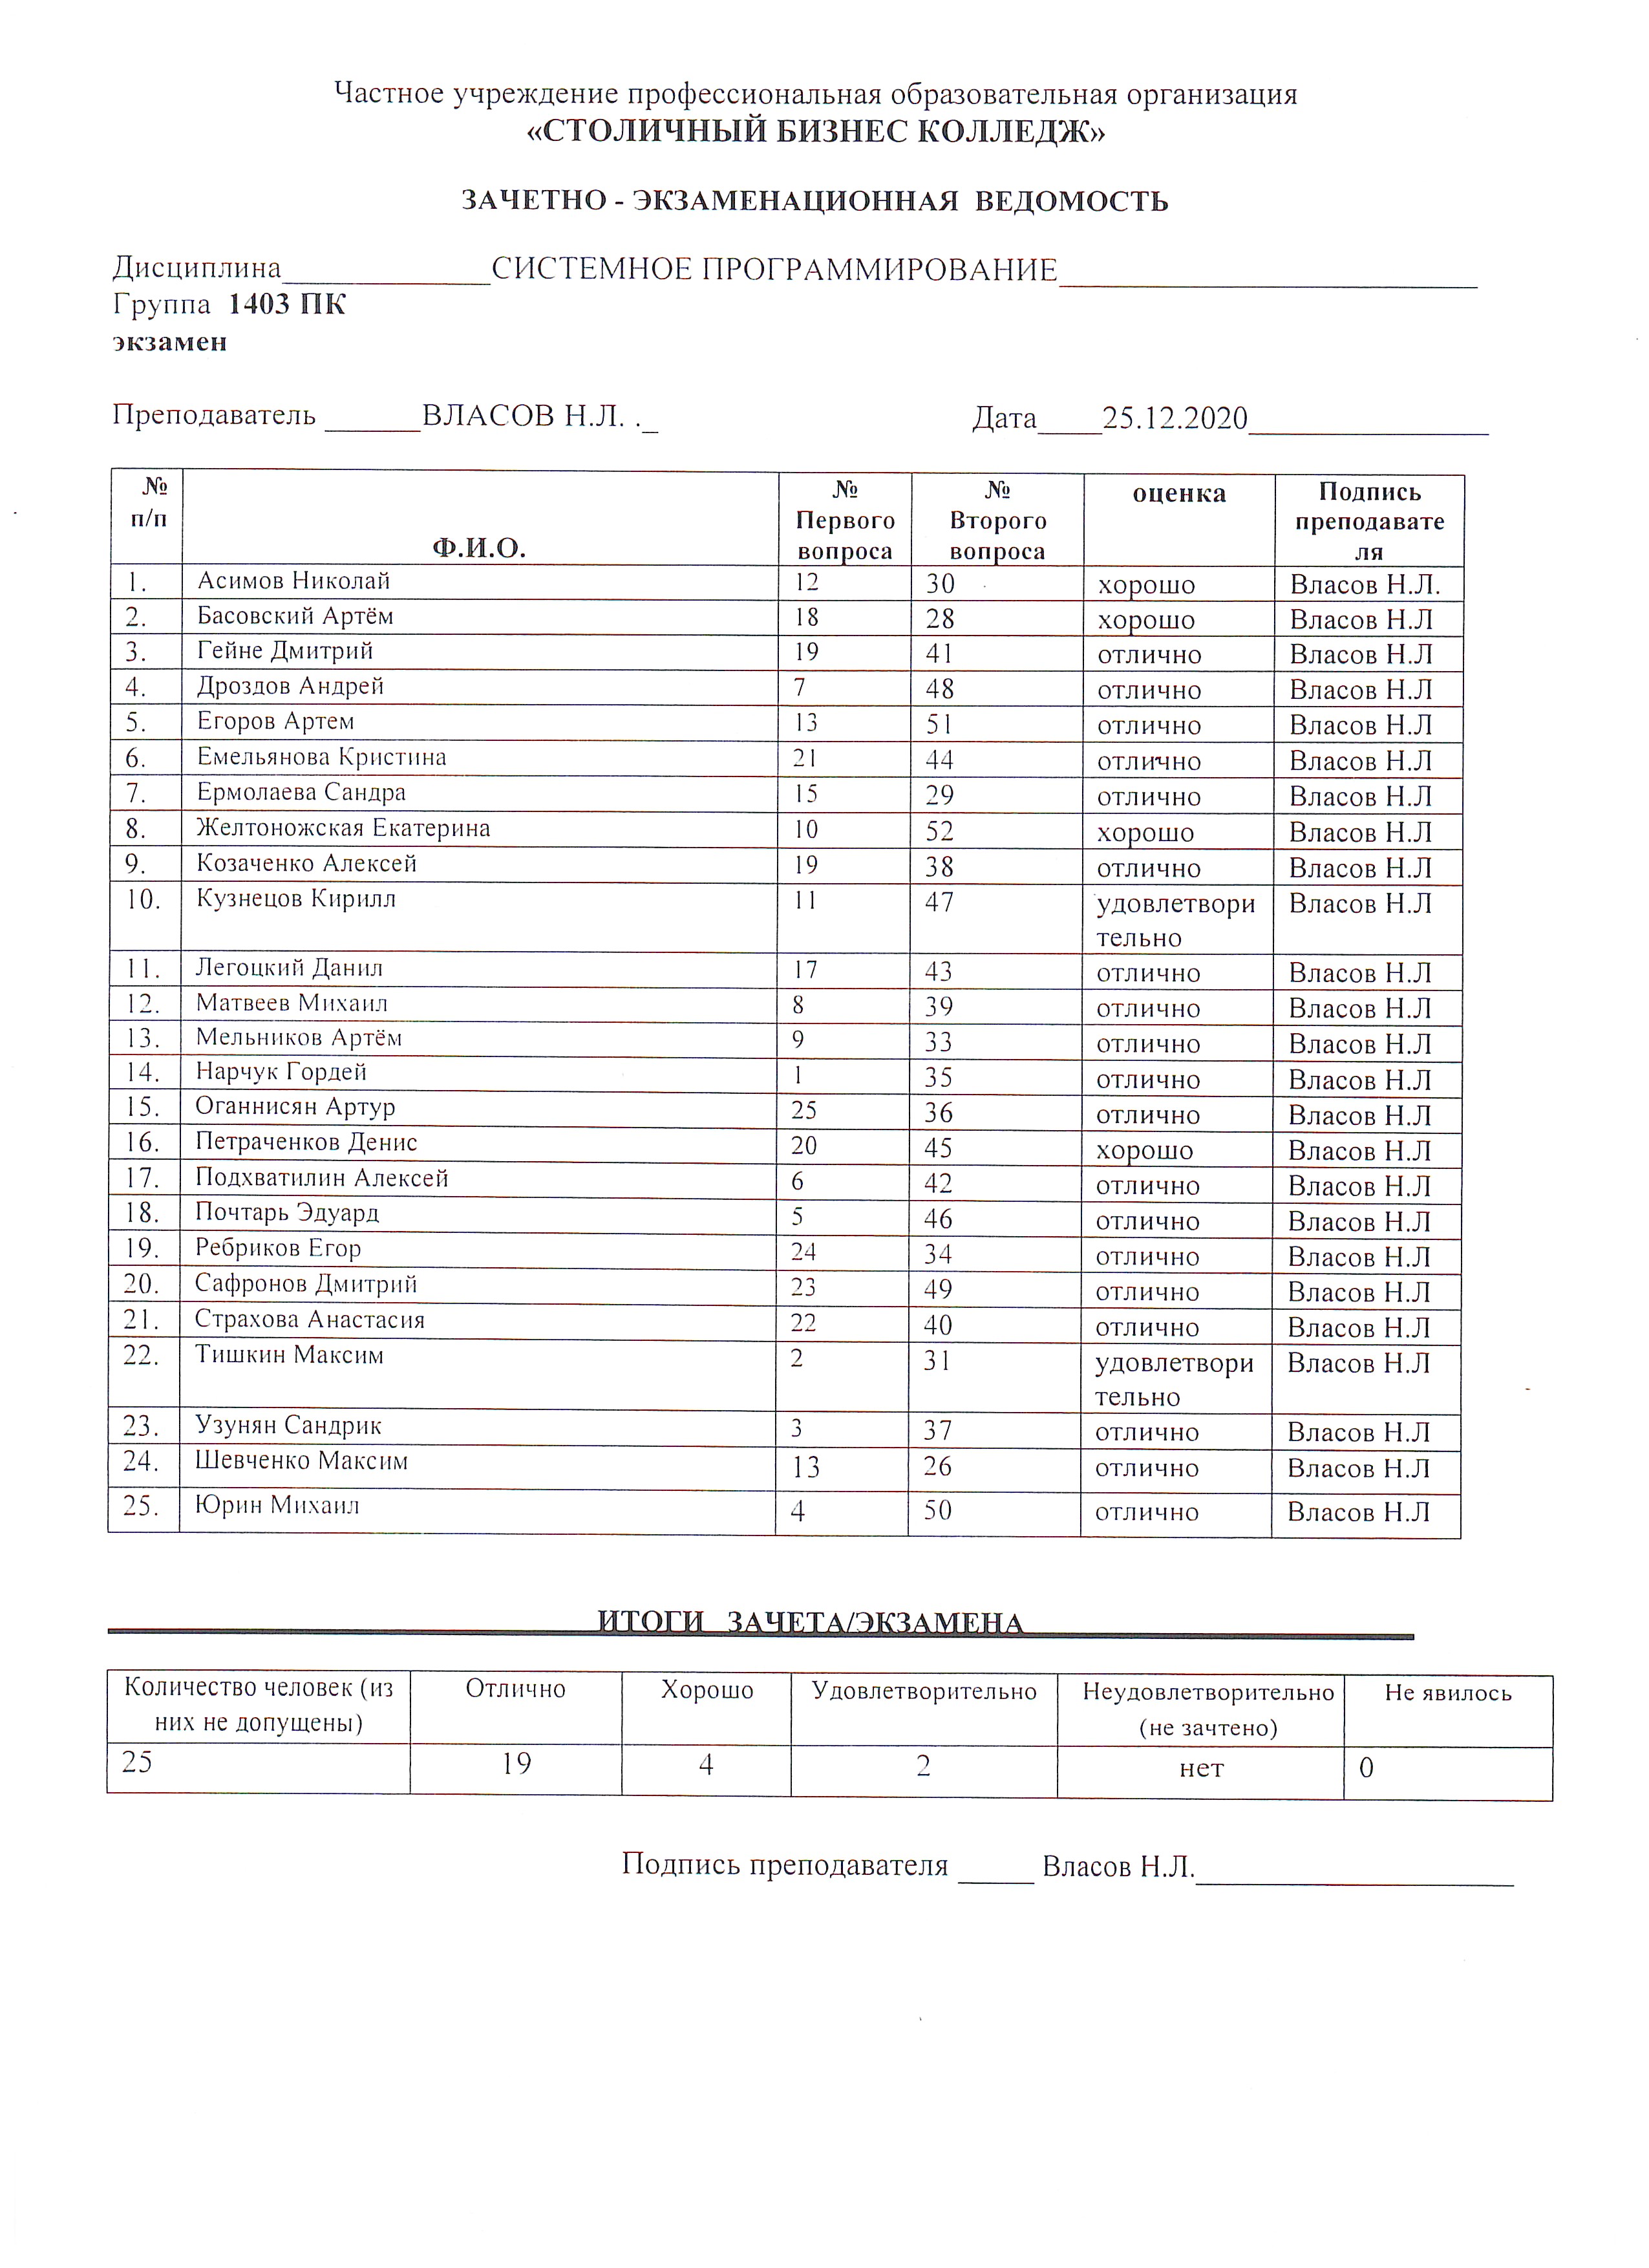 Частное учреждение профессиональная образовательная организация
«СТОЛИЧНЫЙ БИЗНЕС КОЛЛЕДЖ»
ЗАЧЕТНО - ЭКЗАМЕНАЦИОННАЯ ВЕДОМОСТЬ
Дисциплина_____________СИСТЕМНОЕ ПРОГРАММИРОВАНИЕ__________________________
Группа 1403 ПК
экзамен
Преподаватель ______ВЛАСОВ Н.Л. ._ Дата____25.12.2020_______________
№ п/п Ф.И.О. № Первого вопроса № Второго вопроса оценка Подпись преподавате ля
1. Асимов Николай 12 30 хорошо Власов Н.Л.
2. Басовский Артём 18 28 хорошо Власов Н.Л
3. Гейне Дмитрий 19 41 отлично Власов Н.Л
4. Дроздов Андрей 7 48 отлично Власов Н.Л
5. Егоров Артем 13 51 отлично Власов Н.Л
6. Емельянова Кристина 21 44 отлично Власов Н.Л
7. Ермолаева Сандра 15 29 отлично Власов Н.Л
8. Желтоножская Екатерина 10 52 хорошо Власов Н.Л
9. Козаченко Алексей 19 38 отлично Власов Н.Л
10. Кузнецов Кирилл 11 47 удовлетвори тельно Власов Н.Л
11. Легоцкий Данил 17 43 отлично Власов Н.Л
12. Матвеев Михаил 8 39 отлично Власов Н.Л
13. Мельников Артём 9 33 отлично Власов Н.Л
14. Нарчук Гордей 1 35 отлично Власов Н.Л
15. Оганнисян Артур 25 36 отлично Власов Н.Л
16. Петраченков Денис 20 45 хорошо Власов Н.Л
17. Подхватилин Алексей 6 42 отлично Власов Н.Л
18. Почтарь Эдуард 5 46 отлично Власов Н.Л
19. Ребриков Егор 24 34 отлично Власов Н.Л
20. Сафронов Дмитрий 23 49 отлично Власов Н.Л
21. Страхова Анастасия 22 40 отлично Власов Н.Л
22. Тишкин Максим 2 31 удовлетвори тельно Власов Н.Л
23. Узунян Сандрик 3 37 отлично Власов Н.Л
24. Шевченко Максим 13 26 отлично Власов Н.Л
25. Юрин Михаил 4 50 отлично Власов Н.Л
ИТОГИ ЗАЧЕТА/ЭКЗАМЕНА
Количество человек (из них не допущены) Отлично Хорошо Удовлетворительно Неудовлетворительно (не зачтено) Не явилось
25 19 4 2 нет 0
Подпись преподавателя _____ Власов Н.Л.____________________